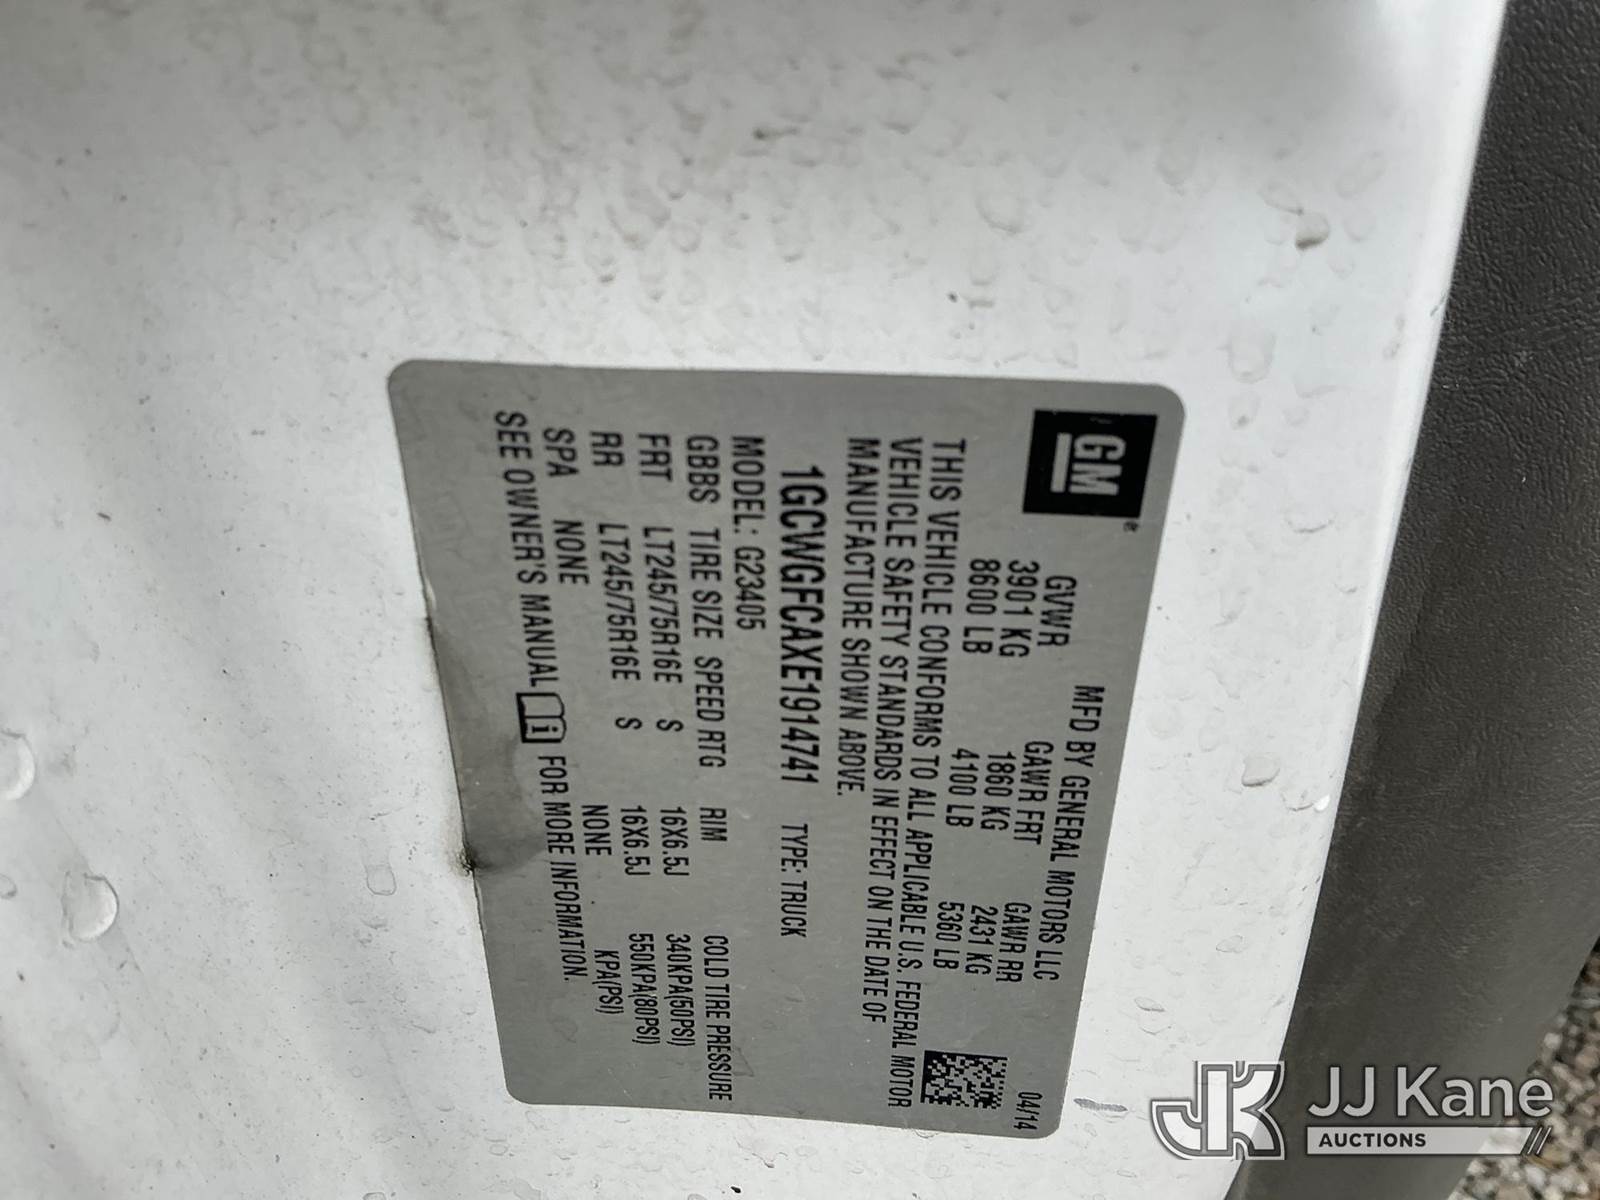 GM®
MFD BY GENERAL MOTORS LLC 04/14
GVWR GAWR FRT GAWR RR
3901 KG 1860 KG 2431 KG
8600 LB 4100 LB 5360 LB
THIS VEHICLE CONFORMS TO ALL APPLICABLE U.S. FEDERAL MOTOR
VEHICLE SAFETY STANDARDS IN EFFECT ON THE DATE OF
MANUFACTURE SHOWN ABOVE.
1GCWGFCAXE1914741 TYPE: TRUCK
MODEL: G23405
GBBS TIRE SIZE SPEED RTG RIM COLD TIRE PRESSURE
FRT LT245/75R16E S 16X6.5J 340KPA(50PSI)
RR LT245/75R16E S 16X6.5J 550KPA(80PSI)
SPA NONE NONE KPA(PSI)
SEE OWNER'S MANUAL i FOR MORE INFORMATION.
JK JJ Kane
AUCTIONS